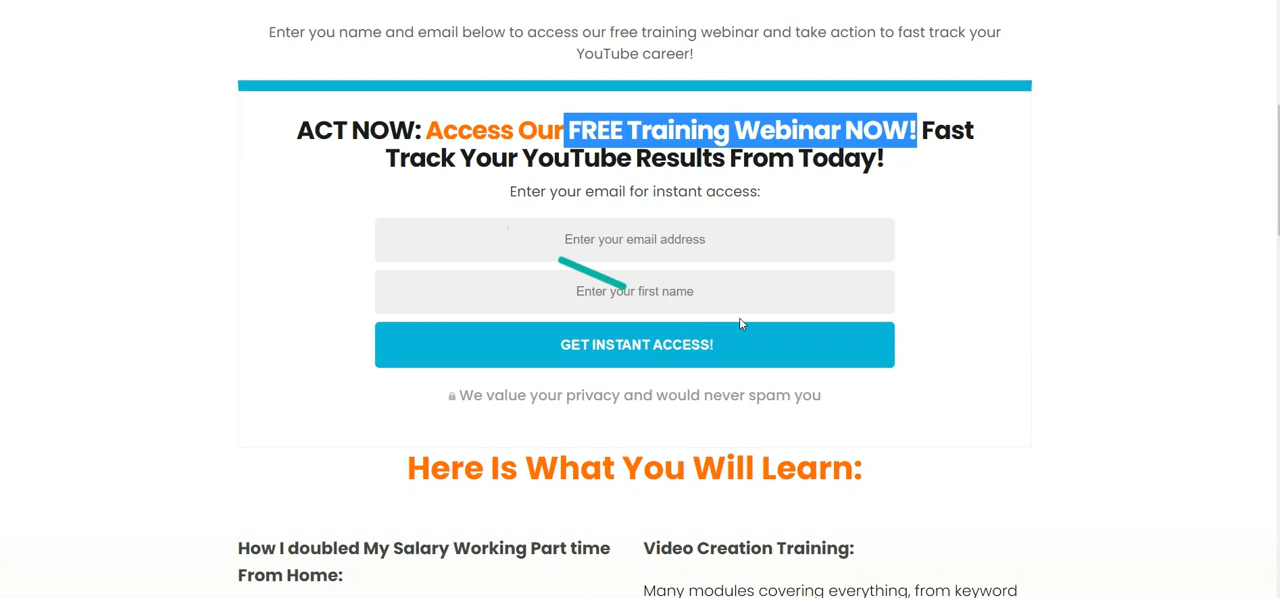 Enter you name and email below to access our free training webinar and take action to fast track your
YouTube career!
ACT NOW: Access Our FREE Training Webinar NOW! Fast
Track Your YouTube Results From Today!
Enter your email for instant access:
Enter your email address
Enter your first name
GET INSTANT ACCESS!
We value your privacy and would never spam you
Here Is What You Will Learn:
How I doubled My Salary Working Part time
From Home:
Video Creation Training:
Many modules covering everything, from keyword